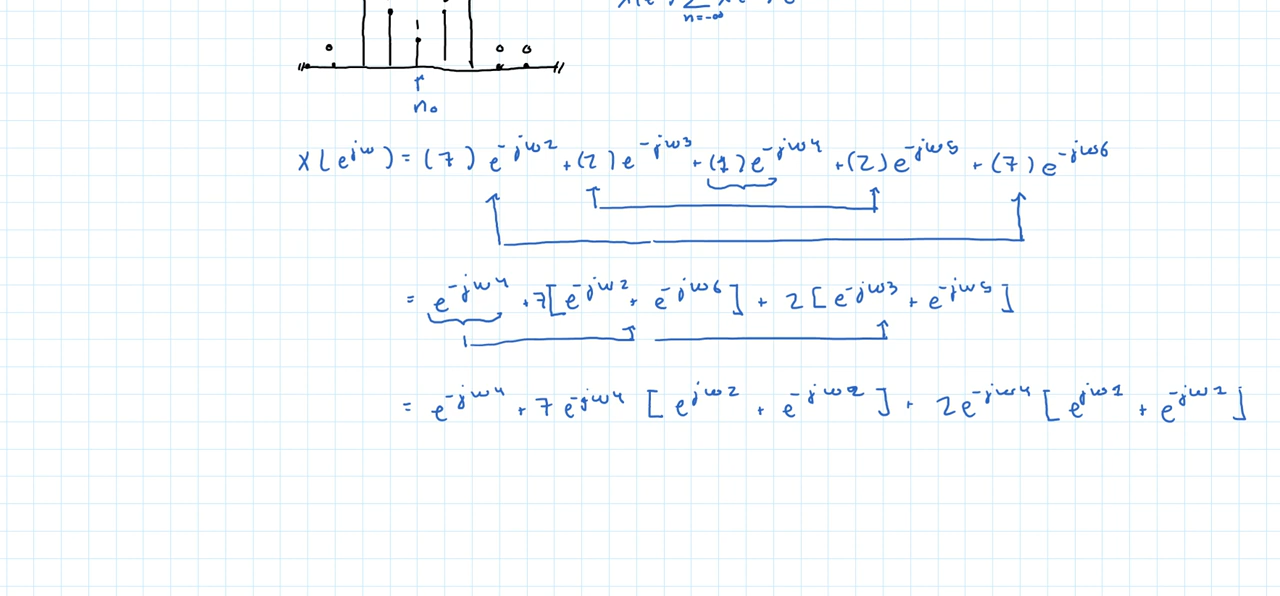 n=-∞
n₀
X(e^{jω}) = (7) e^{-jω2} + (2) e^{-jω3} + (1) e^{-jω4} + (2) e^{-jω5} + (7) e^{-jω6}
= e^{-jω4} + 7[e^{-jω2} + e^{-jω6}] + 2[e^{-jω3} + e^{-jω5}]
= e^{-jω4} + 7e^{-jω4} [e^{jω2} + e^{-jω2}] + 2e^{-jω4} [e^{jω1} + e^{-jω1}]